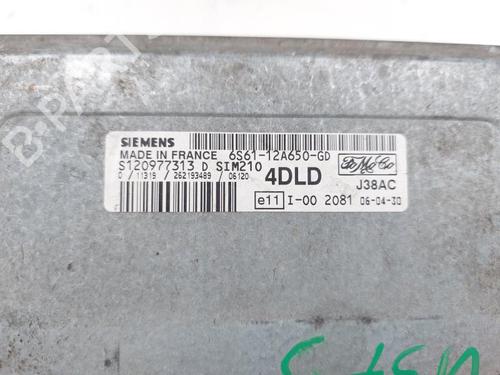 SIEMENS
MADE IN FRANCE 6S61-12A650-GD
S120977313 D SIM210
0 / 11319 / 262193489 / 06120
4DLD
J38AC
e11 I-00 2081 06-04-30
B-PARTS